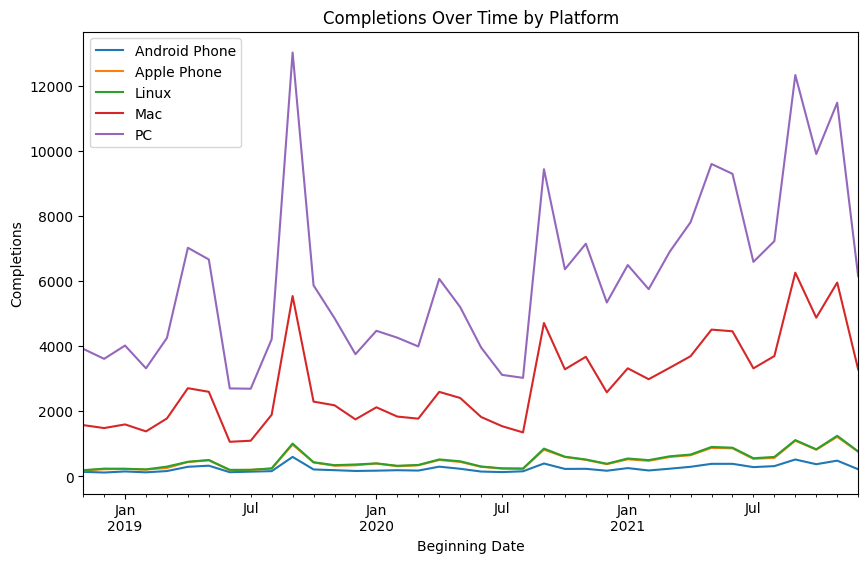 Completions Over Time by Platform
Android Phone
Apple Phone
Linux
Mac
PC
Completions
12000
10000
8000
6000
4000
2000
0
Jan
2019
Jul
Jan
2020
Jul
Jan
2021
Jul
Beginning Date